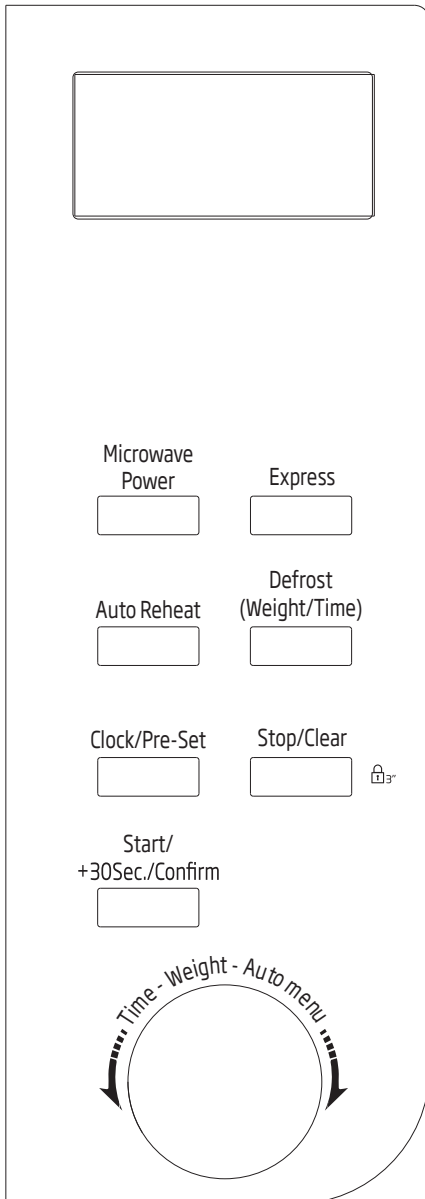 Microwave
Power
Express
Auto Reheat
Defrost
(Weight/Time)
Clock/Pre-Set
Stop/Clear
3"
Start/
+30Sec./Confirm
Time - Weight - Auto menu